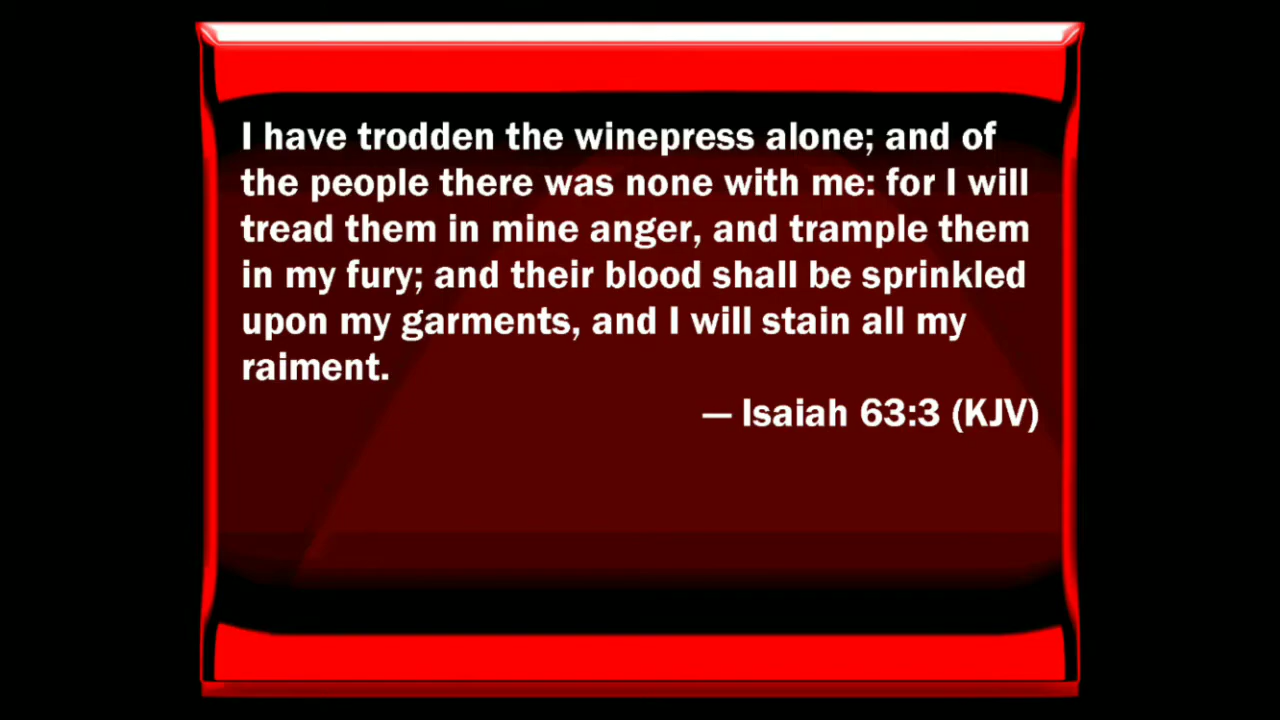 I have trodden the winepress alone; and of
the people there was none with me: for I will
tread them in mine anger, and trample them
in my fury; and their blood shall be sprinkled
upon my garments, and I will stain all my
raiment.
— Isaiah 63:3 (KJV)